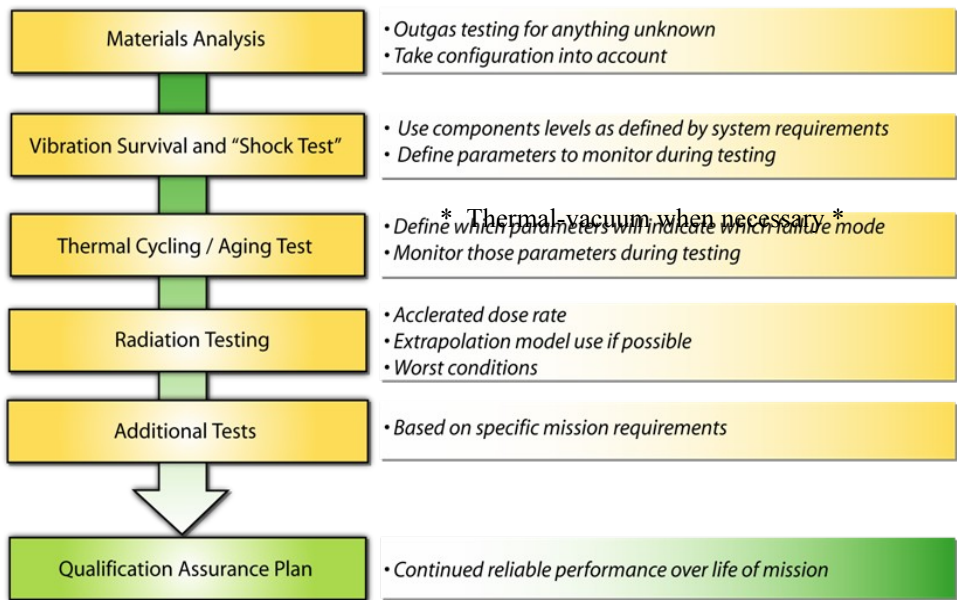 Materials Analysis
• Outgas testing for anything unknown
• Take configuration into account
Vibration Survival and “Shock Test”
• Use components levels as defined by system requirements
• Define parameters to monitor during testing
* Thermal-vacuum when necessary *
Thermal Cycling / Aging Test
• Define which parameters will indicate which failure mode
• Monitor those parameters during testing
Radiation Testing
• Acclerated dose rate
• Extrapolation model use if possible
• Worst conditions
Additional Tests
• Based on specific mission requirements
Qualification Assurance Plan
• Continued reliable performance over life of mission